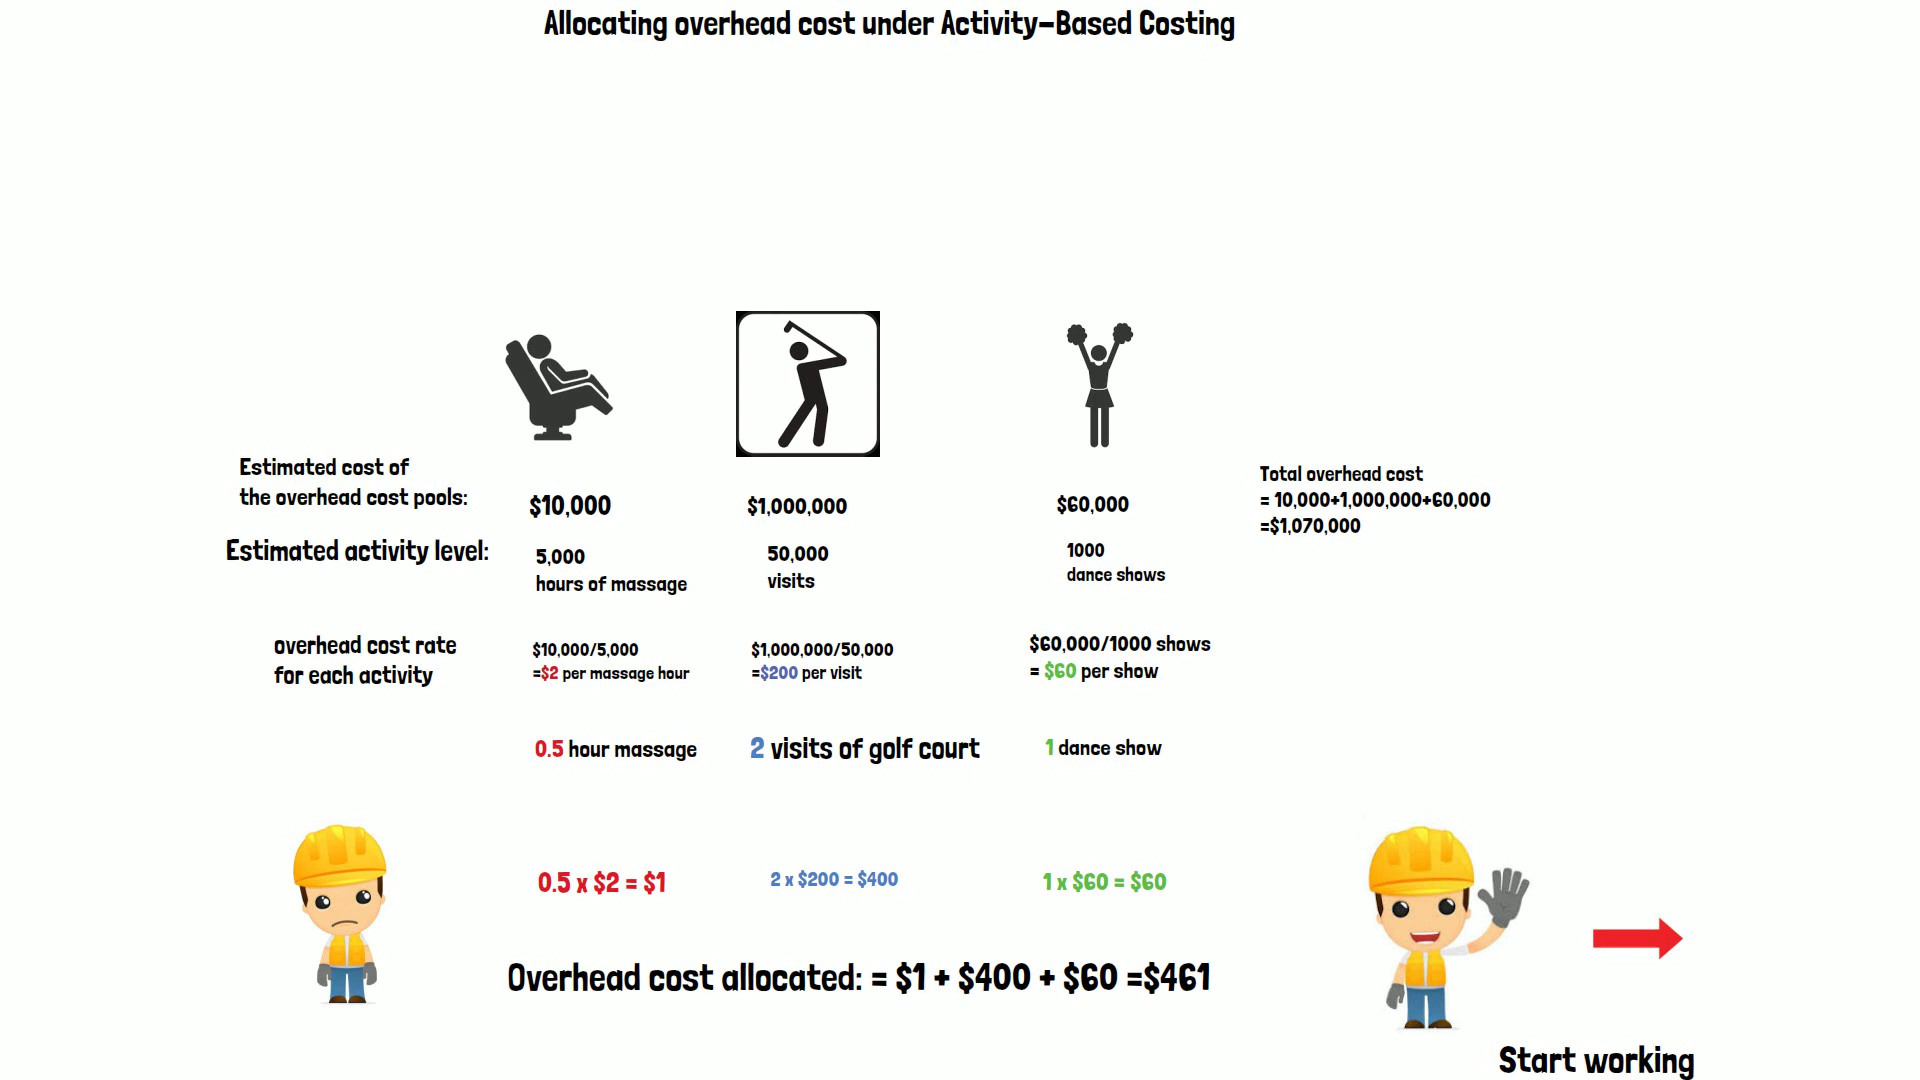 Allocating overhead cost under Activity-Based Costing
Estimated cost of
the overhead cost pools:
$10,000
$1,000,000
$60,000
Total overhead cost
= 10,000+1,000,000+60,000
=$1,070,000
Estimated activity level:
5,000
hours of massage
50,000
visits
1000
dance shows
overhead cost rate
for each activity
$10,000/5,000
=$2 per massage hour
$1,000,000/50,000
=$200 per visit
$60,000/1000 shows
= $60 per show
0.5 hour massage
2 visits of golf court
1 dance show
0.5 x $2 = $1
2 x $200 = $400
1 x $60 = $60
Overhead cost allocated: = $1 + $400 + $60 =$461
Start working